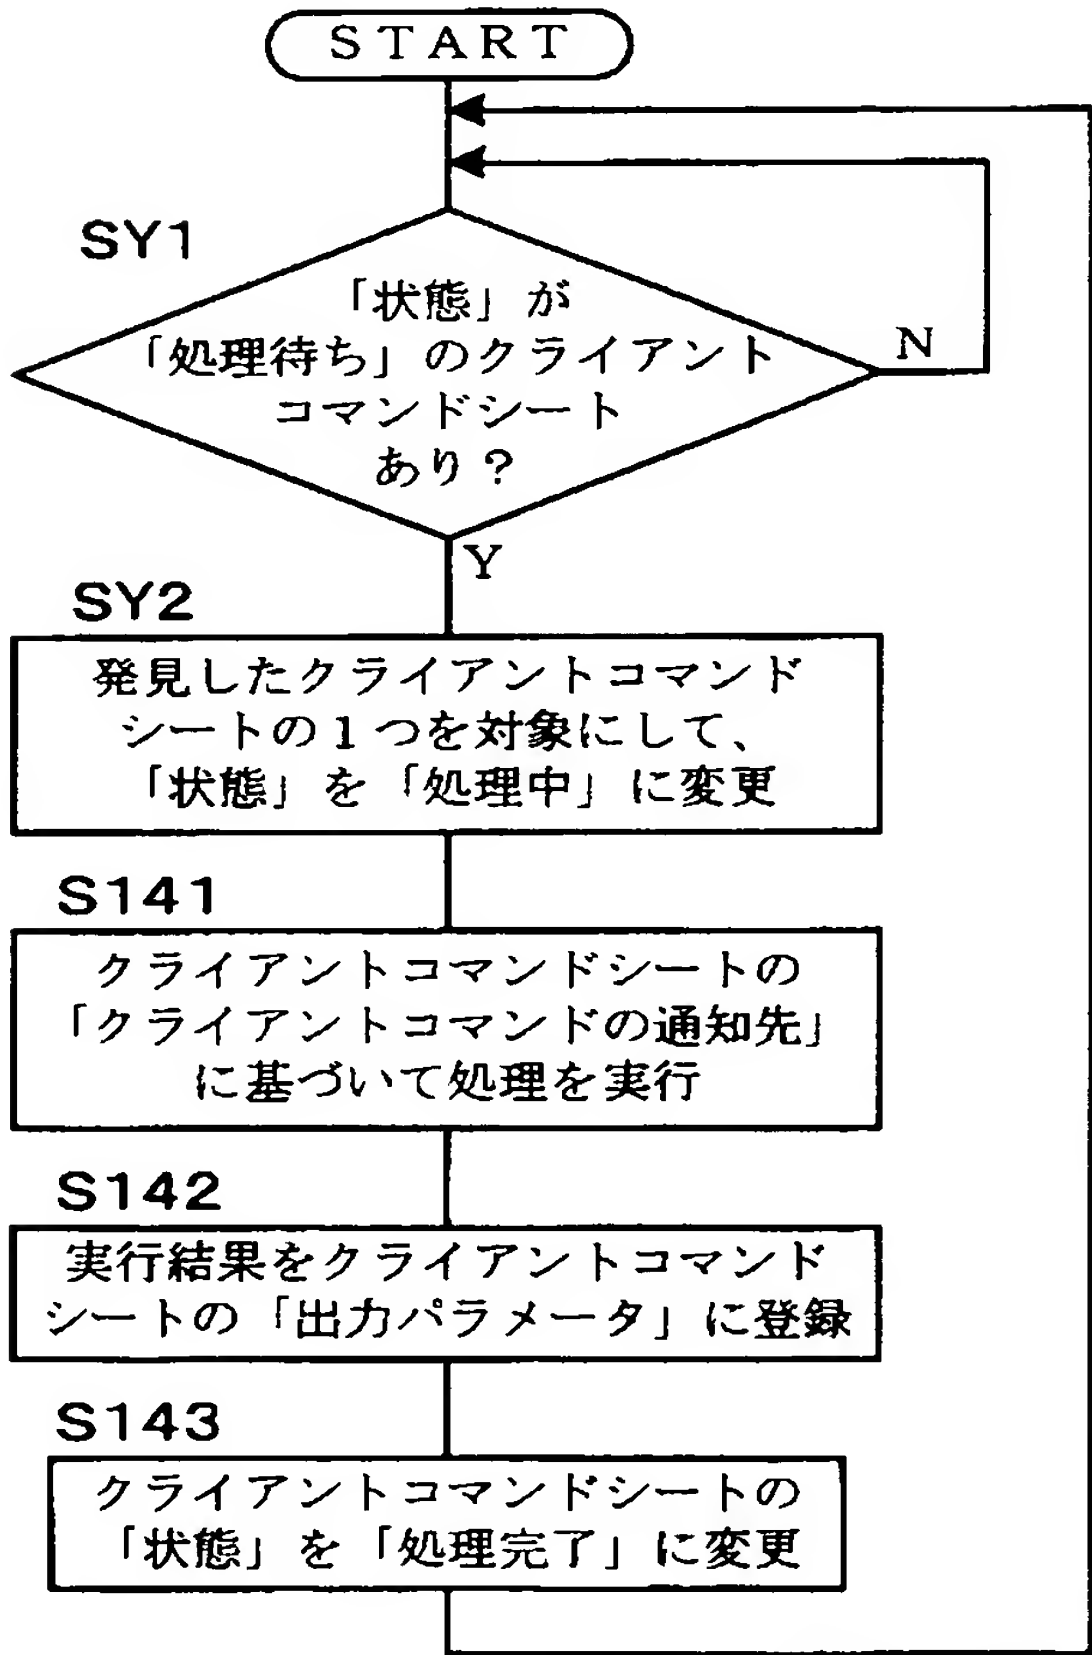 START
SY1
「状態」が
「処理待ち」のクライアント
コマンドシート
あり？
N
Y
SY2
発見したクライアントコマンド
シートの1つを対象にして、
「状態」を「処理中」に変更
S141
クライアントコマンドシートの
「クライアントコマンドの通知先」
に基づいて処理を実行
S142
実行結果をクライアントコマンド
シートの「出力パラメータ」に登録
S143
クライアントコマンドシートの
「状態」を「処理完了」に変更